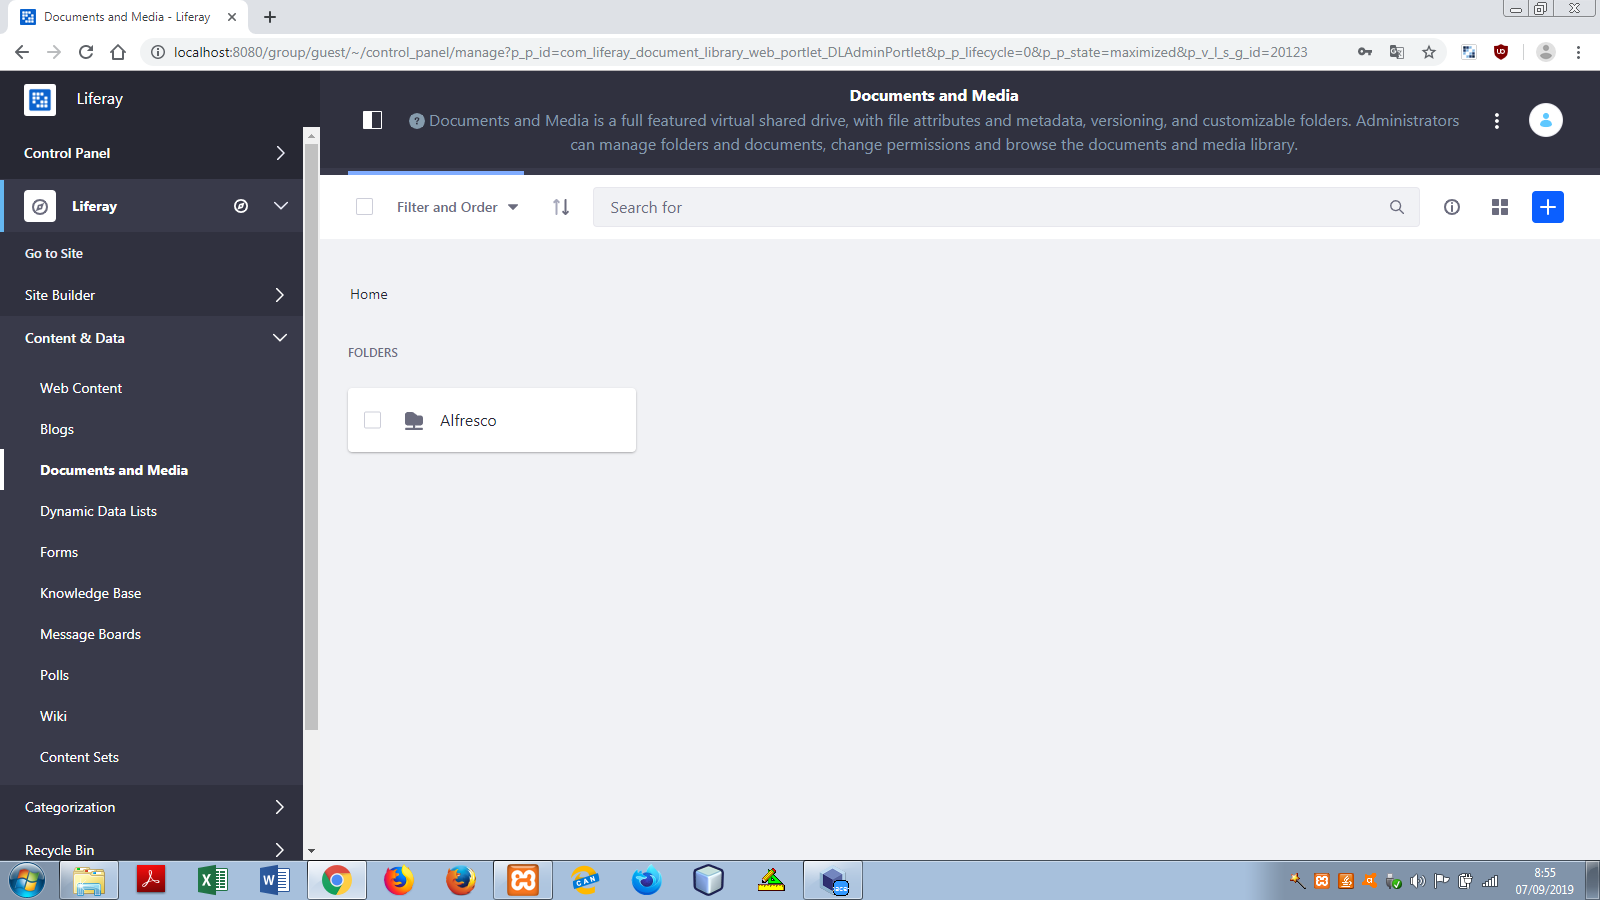 Documents and Media - Liferay
localhost:8080/group/guest/~/control_panel/manage?p_p_id=com_liferay_document_library_web_portlet_DLAdminPortlet&p_p_lifecycle=0&p_p_state=maximized&p_v_l_s_g_id=20123
Liferay
Control Panel
Liferay
Go to Site
Site Builder
Content & Data
Web Content
Blogs
Documents and Media
Dynamic Data Lists
Forms
Knowledge Base
Message Boards
Polls
Wiki
Content Sets
Categorization
Recycle Bin
Documents and Media
Documents and Media is a full featured virtual shared drive, with file attributes and metadata, versioning, and customizable folders. Administrators
can manage folders and documents, change permissions and browse the documents and media library.
Filter and Order
Search for
Home
FOLDERS
Alfresco
CAN
8:55
07/09/2019